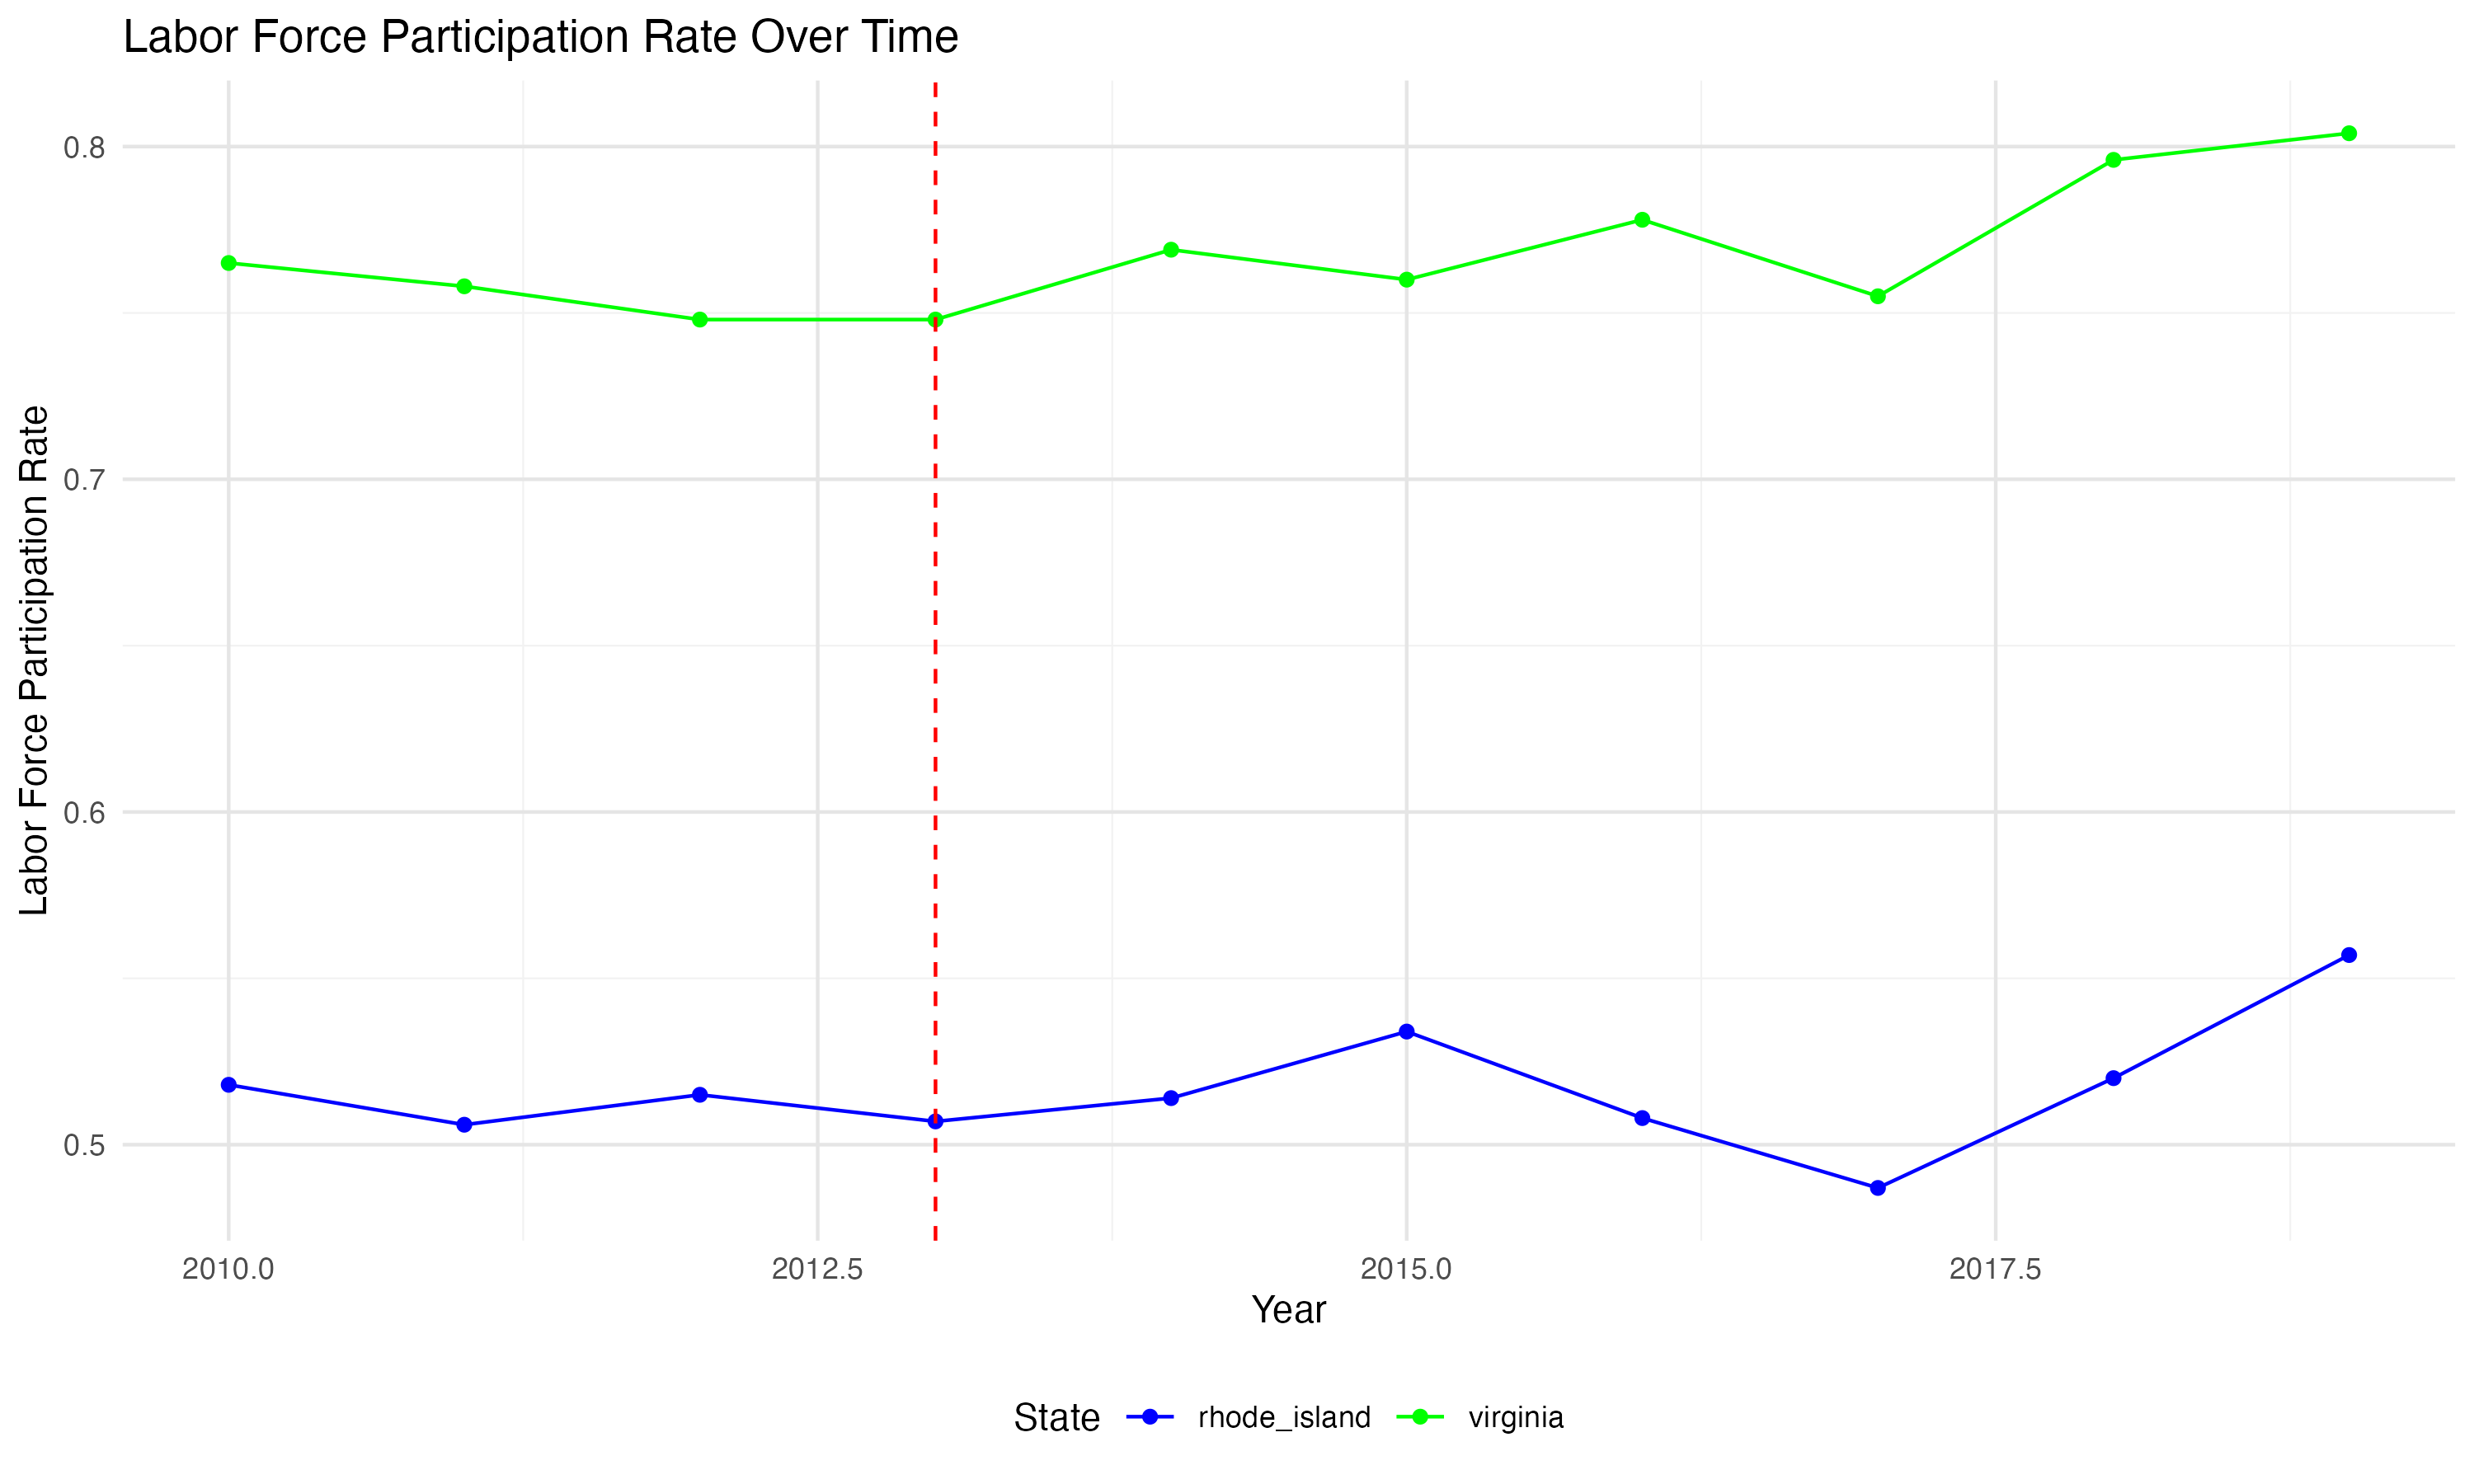 Labor Force Participation Rate Over Time
Labor Force Participation Rate
0.8
0.7
0.6
0.5
2010.0 2012.5 2015.0 2017.5
Year
State rhode_island virginia